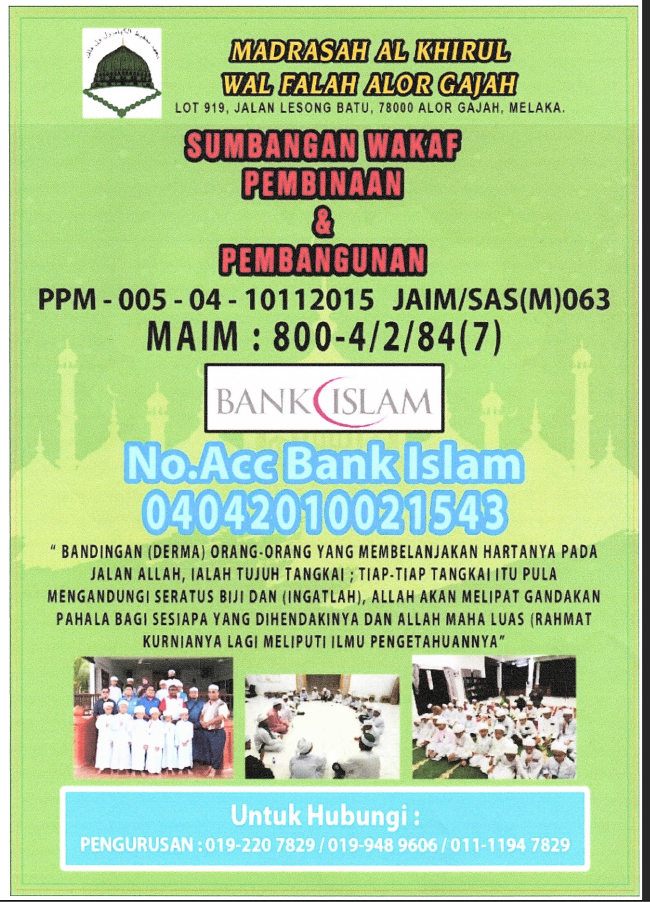 MADRASAH AL KHIRUL
WAL FALAH ALOR GAJAH
LOT 919, JALAN LESONG BATU, 78000 ALOR GAJAH, MELAKA.
SUMBANGAN WAKAF
PEMBINAAN
&
PEMBANGUNAN
PPM - 005 - 04 - 10112015 JAIM/SAS(M)063
MAIM : 800-4/2/84(7)
BANK ISLAM
No.Acc Bank Islam
04042010021543
" BANDINGAN (DERMA) ORANG-ORANG YANG MEMBELANJAKAN HARTANYA PADA
JALAN ALLAH, IALAH TUJUH TANGKAI ; TIAP-TIAP TANGKAI ITU PULA
MENGANDUNGI SERATUS BIJI DAN (INGATLAH), ALLAH AKAN MELIPAT GANDAKAN
PAHALA BAGI SESIAPA YANG DIHENDAKINYA DAN ALLAH MAHA LUAS (RAHMAT
KURNIANYA LAGI MELIPUTI ILMU PENGETAHUANNYA"
Untuk Hubungi :
PENGURUSAN : 019-220 7829 / 019-948 9606 / 011-1194 7829